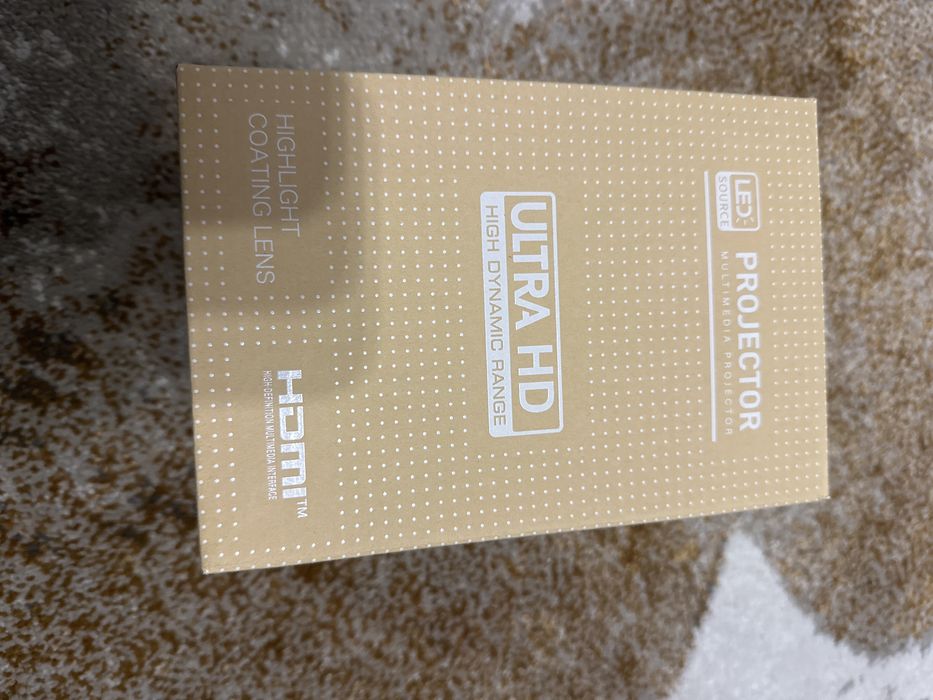 LED
SOURCE
PROJECTOR
MULTIMEDIA PROJECTOR
ULTRA HD
HIGH DYNAMIC RANGE
HIGHLIGHT
COATING LENS
HDMI™
HIGH DEFINITION MULTIMEDIA INTERFACE